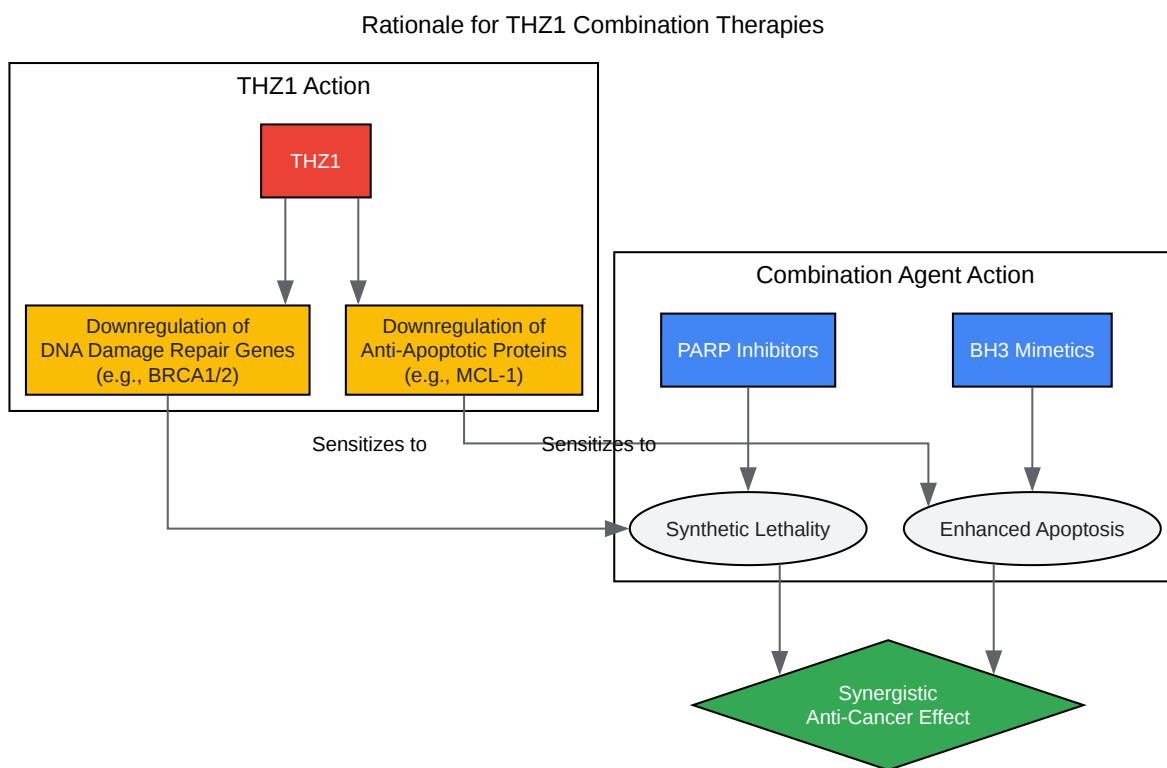 Rationale for THZ1 Combination Therapies
THZ1 Action
THZ1
Downregulation of
DNA Damage Repair Genes
(e.g., BRCA1/2)
Downregulation of
Anti-Apoptotic Proteins
(e.g., MCL-1)
Combination Agent Action
PARP Inhibitors
BH3 Mimetics
Sensitizes to
Sensitizes to
Synthetic Lethality
Enhanced Apoptosis
Synergistic
Anti-Cancer Effect